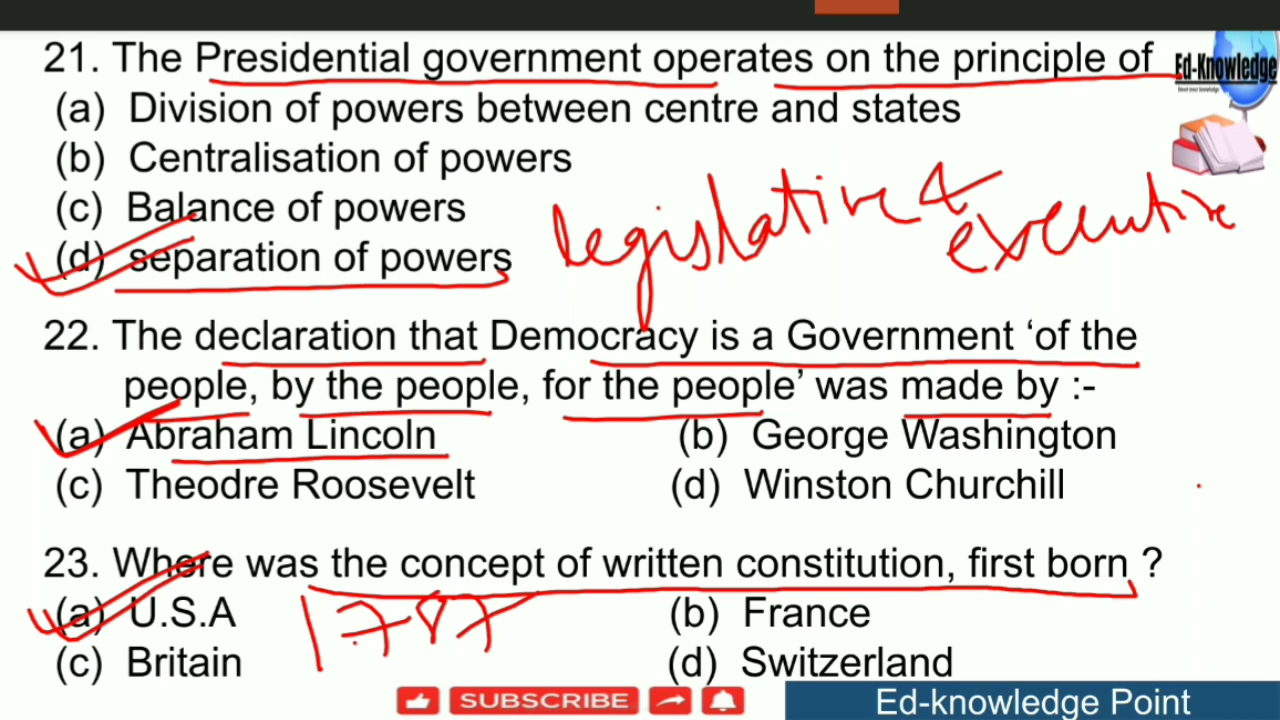 21. The Presidential government operates on the principle of
Ed-Knowledge
(a) Division of powers between centre and states
(b) Centralisation of powers
(c) Balance of powers
legislative & executive
(d) separation of powers
22. The declaration that Democracy is a Government ‘of the
people, by the people, for the people’ was made by :-
(a) Abraham Lincoln (b) George Washington
(c) Theodre Roosevelt (d) Winston Churchill
23. Where was the concept of written constitution, first born ?
(a) U.S.A 1787 (b) France
(c) Britain (d) Switzerland
SUBSCRIBE
Ed-knowledge Point